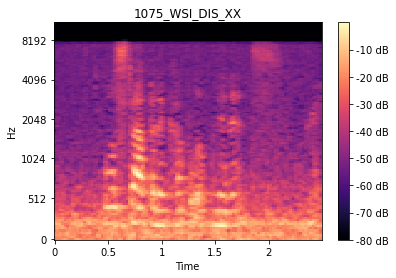 1075_WSI_DIS_XX
8192
4096
2048
1024
512
0
Hz
0
0.5
1
1.5
2
Time
-10 dB
-20 dB
-30 dB
-40 dB
-50 dB
-60 dB
-70 dB
-80 dB